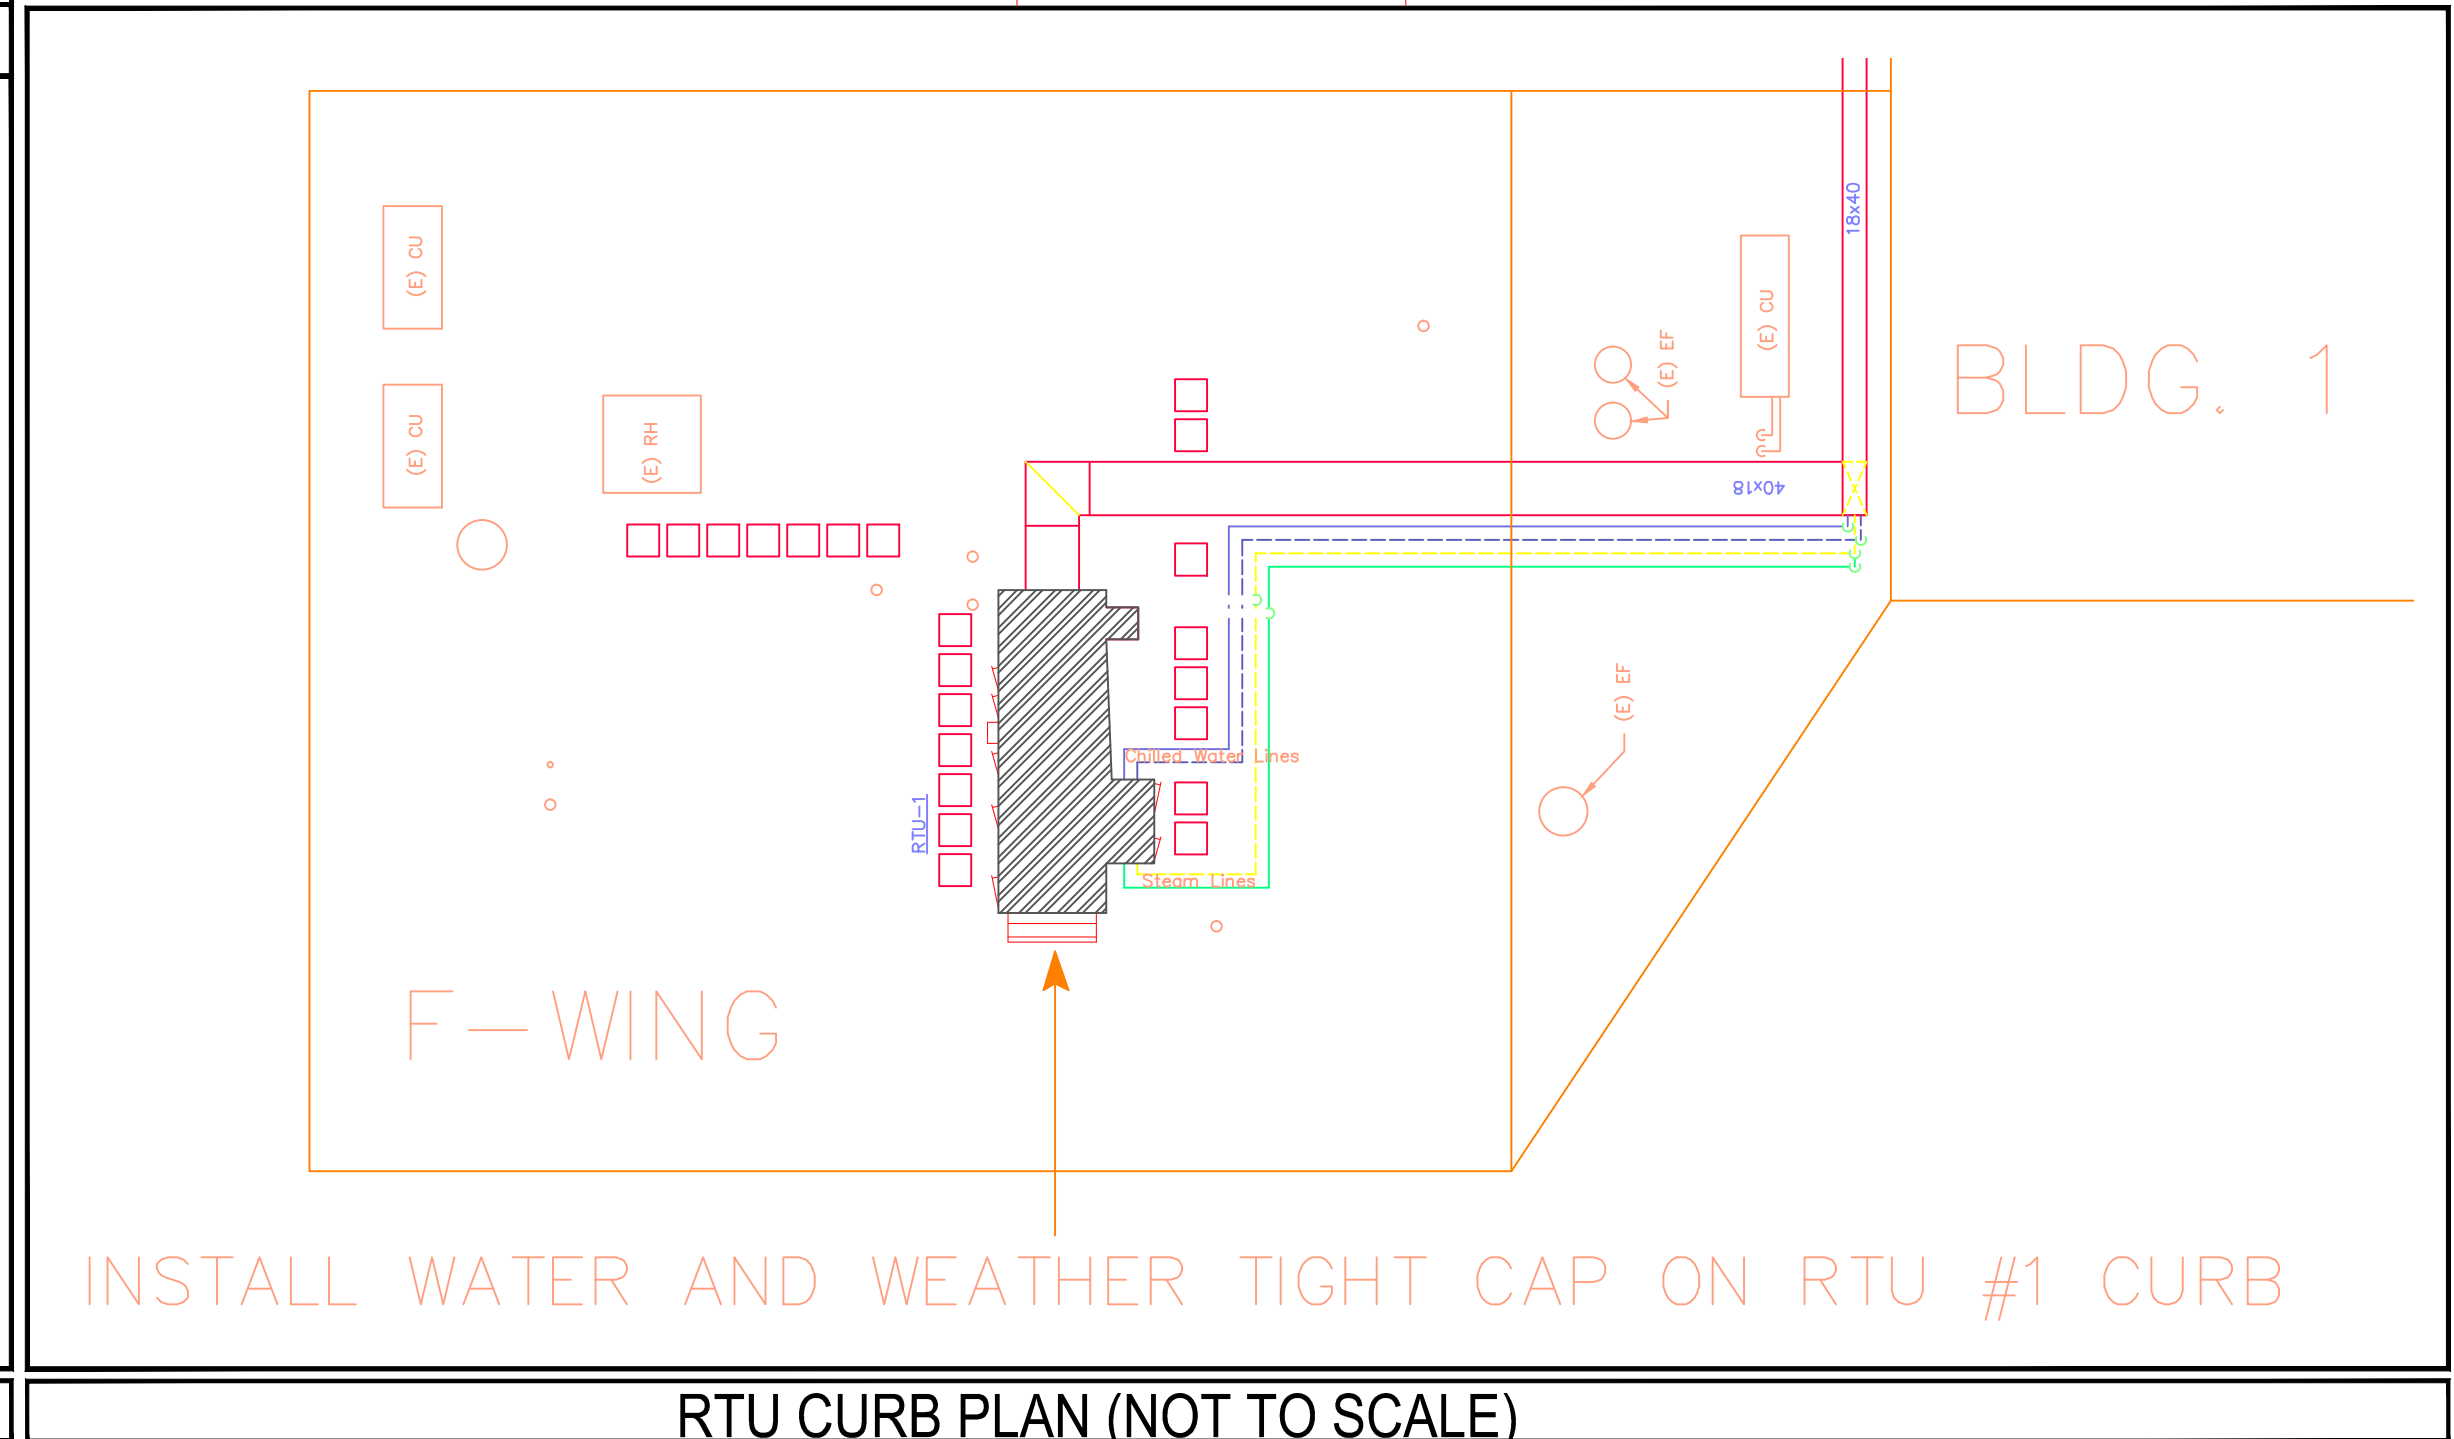 18x40
(E) CU
(E) CU
(E) EF
BLDG. 1
(E) CU
(E) RH
40x18
(E) EF
Chilled Water Lines
RTU-1
Steam Lines
F-WING
INSTALL WATER AND WEATHER TIGHT CAP ON RTU #1 CURB
RTU CURB PLAN (NOT TO SCALE)